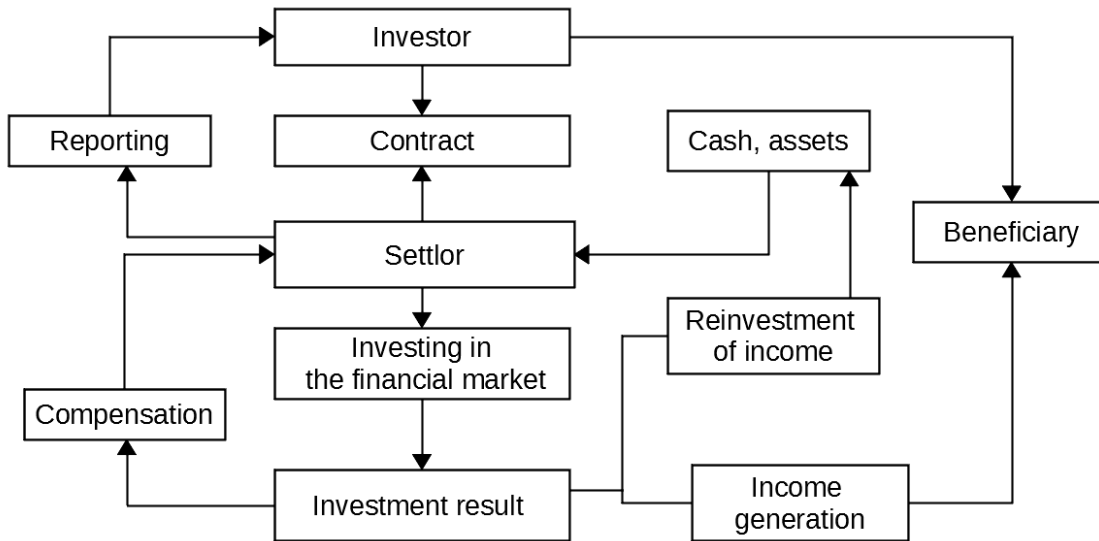 Investor
Reporting
Contract
Cash, assets
Beneficiary
Settlor
Investing in
the financial market
Reinvestment
of income
Compensation
Investment result
Income
generation